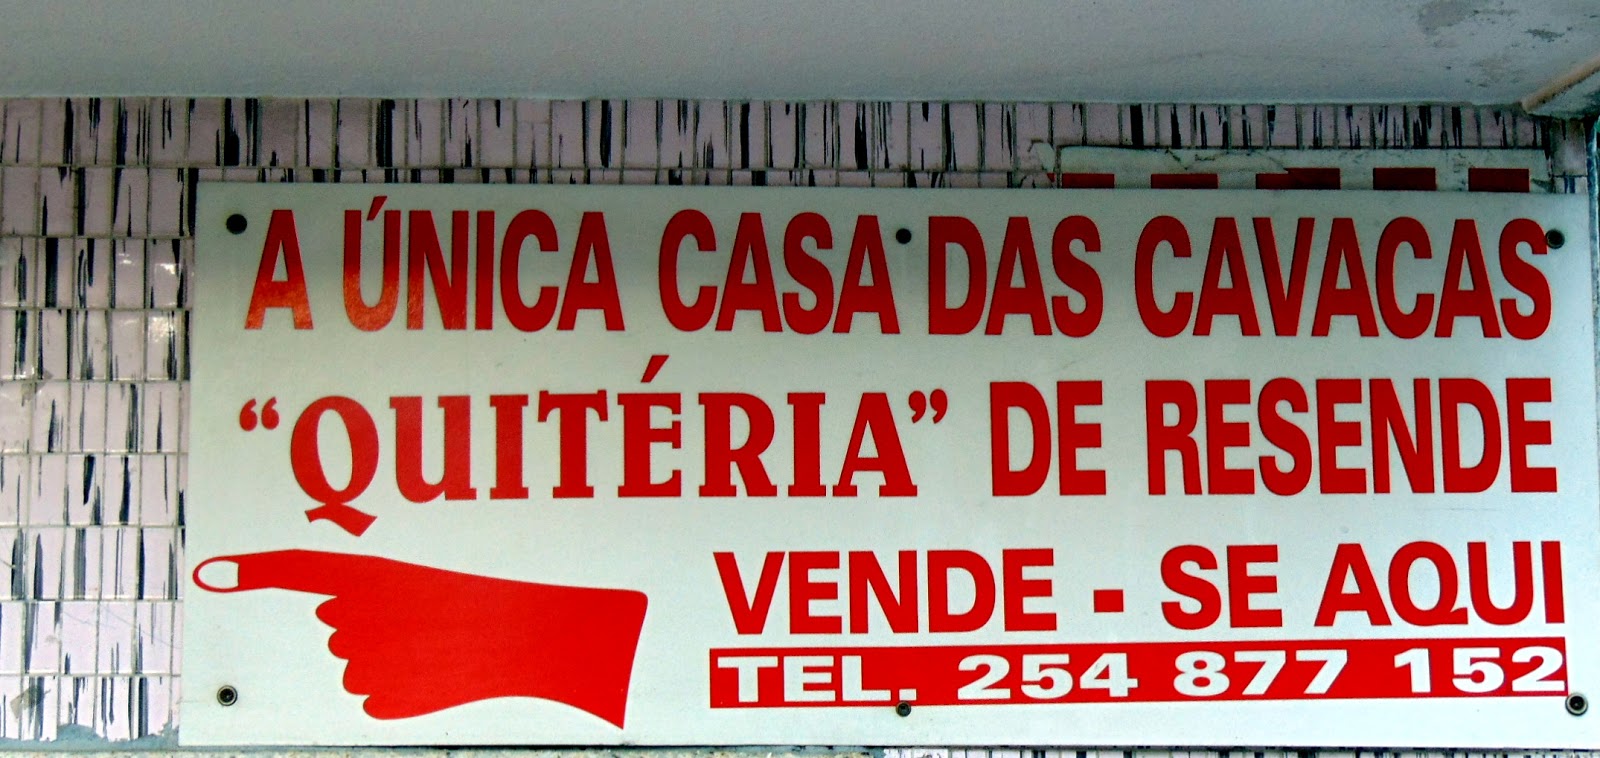 A ÚNICA CASA DAS CAVACAS
“QUITÉRIA” DE RESENDE
VENDE - SE AQUI
TEL. 254 877 152